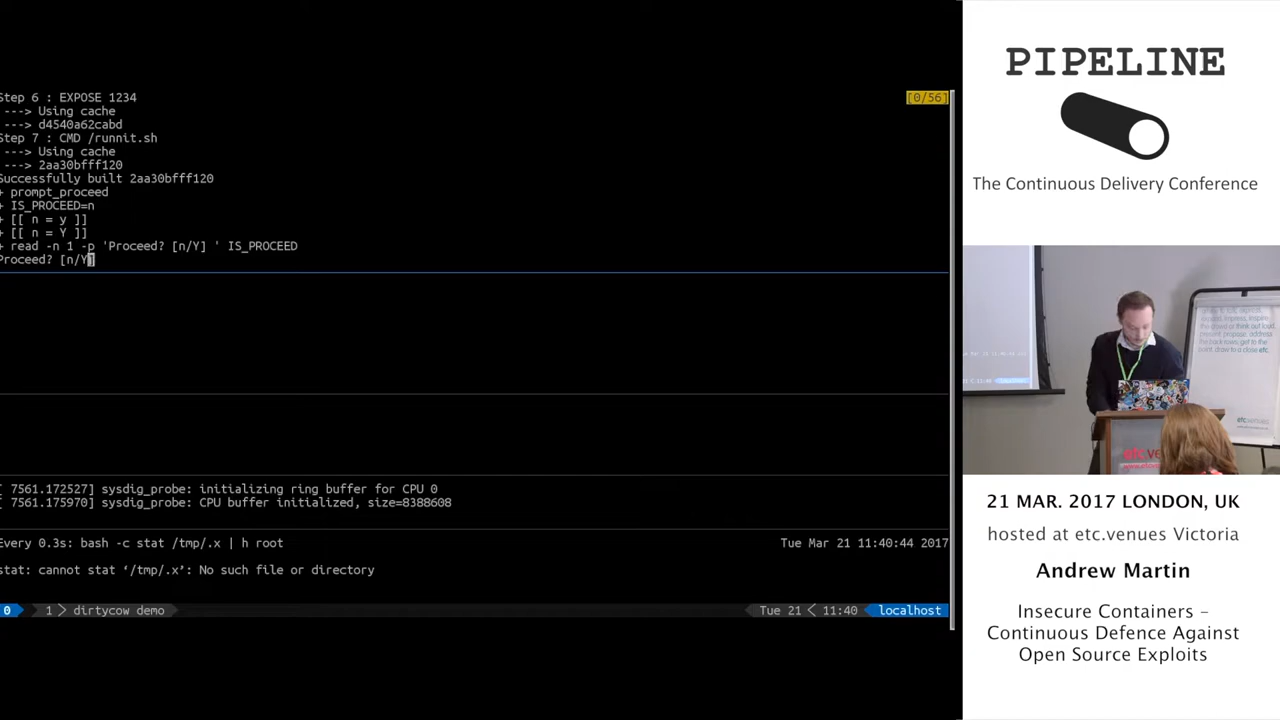 Step 6 : EXPOSE 1234
[0/56]
---> Using cache
---> d4540a62cabd
Step 7 : CMD /runnit.sh
---> Using cache
---> 2aa30bfff120
Successfully built 2aa30bfff120
+ prompt_proceed
+ IS_PROCEED=n
+ [[ n = y ]]
+ [[ n = Y ]]
+ read -n 1 -p 'Proceed? [n/Y] ' IS_PROCEED
Proceed? [n/Y]
[ 7561.172527] sysdig_probe: initializing ring buffer for CPU 0
[ 7561.175970] sysdig_probe: CPU buffer initialized, size=8388608
Every 0.3s: bash -c stat /tmp/.x | h root
Tue Mar 21 11:40:44 2017
stat: cannot stat ‘/tmp/.x’: No such file or directory
0 1 > dirtycow demo
Tue 21 < 11:40 localhost
PIPELINE
The Continuous Delivery Conference
21 MAR. 2017 LONDON, UK
hosted at etc.venues Victoria
Andrew Martin
Insecure Containers –
Continuous Defence Against
Open Source Exploits